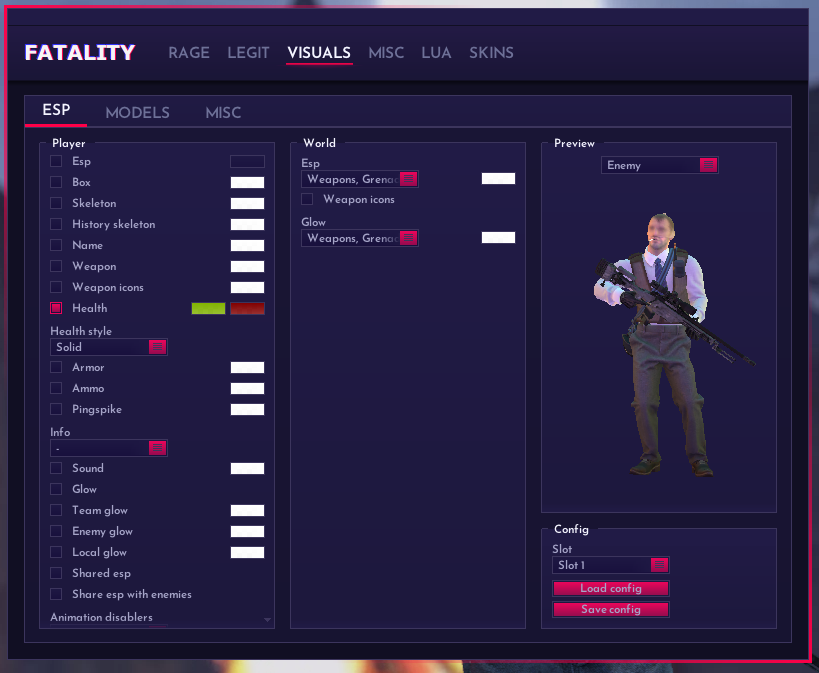 FATALITY RAGE LEGIT VISUALS MISC LUA SKINS
ESP MODELS MISC
Player
Esp
Box
Skeleton
History skeleton
Name
Weapon
Weapon icons
Health
Health style
Solid
Armor
Ammo
Pingspike
Info
-
Sound
Glow
Team glow
Enemy glow
Local glow
Shared esp
Share esp with enemies
Animation disablers
World
Esp
Weapons, Grenac
Weapon icons
Glow
Weapons, Grenac
Preview
Enemy
Config
Slot
Slot 1
Load config
Save config